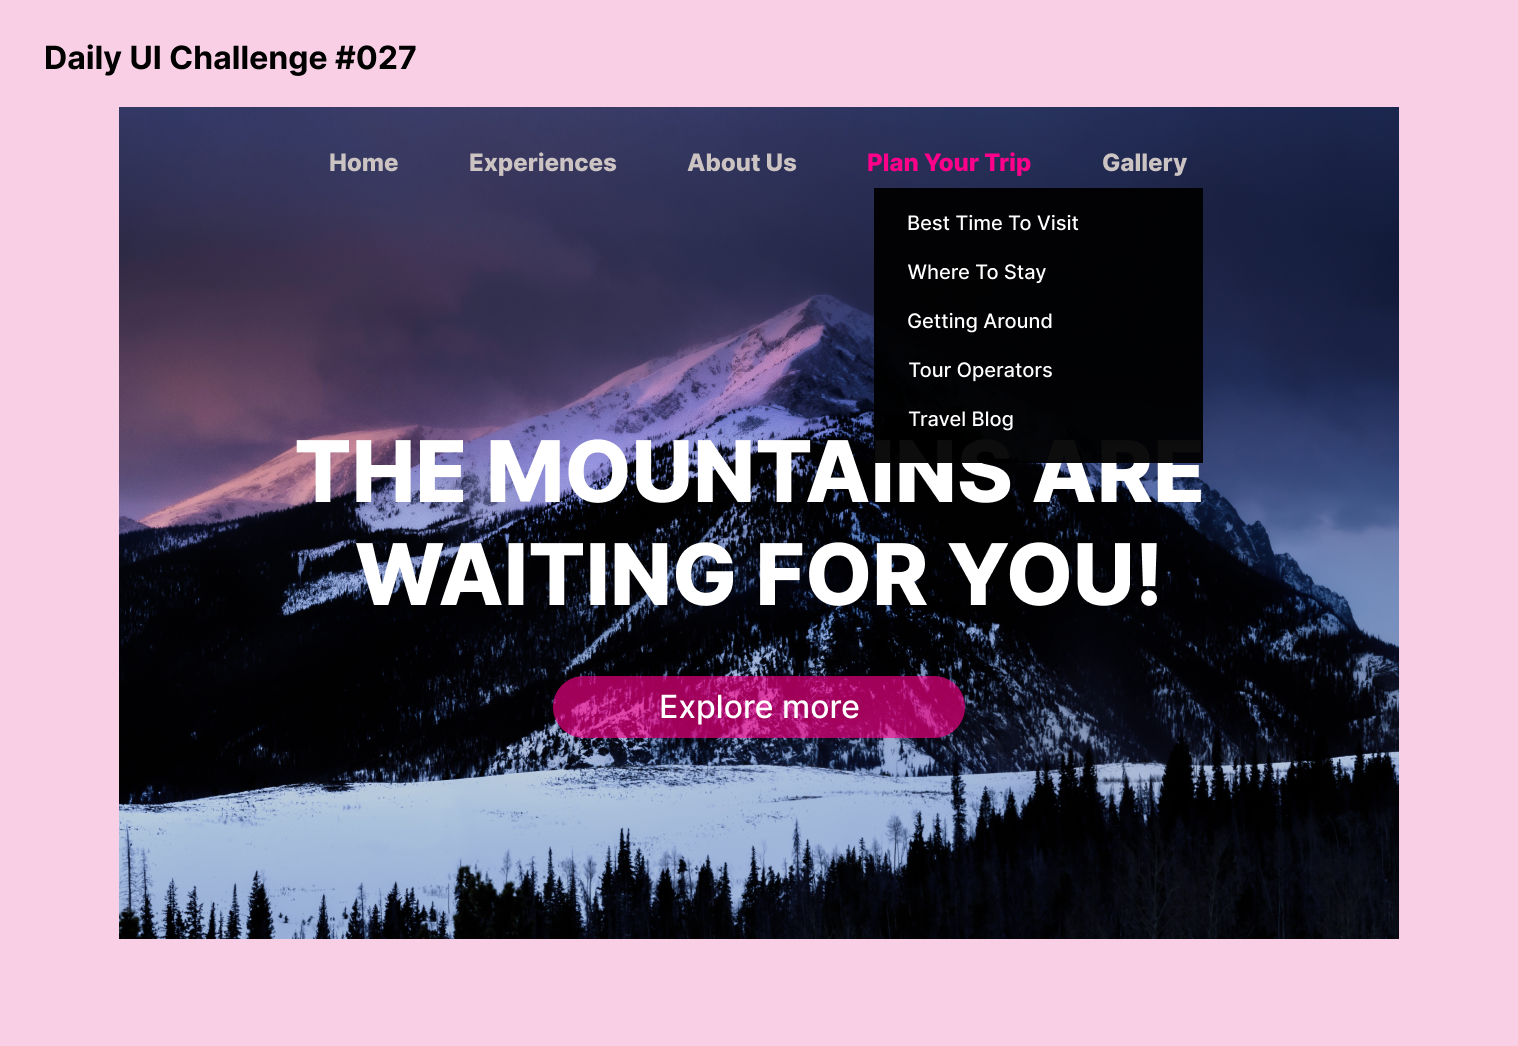 Daily UI Challenge #027
Home Experiences About Us Plan Your Trip Gallery
Best Time To Visit
Where To Stay
Getting Around
Tour Operators
Travel Blog
THE MOUNTAINS ARE
WAITING FOR YOU!
Explore more